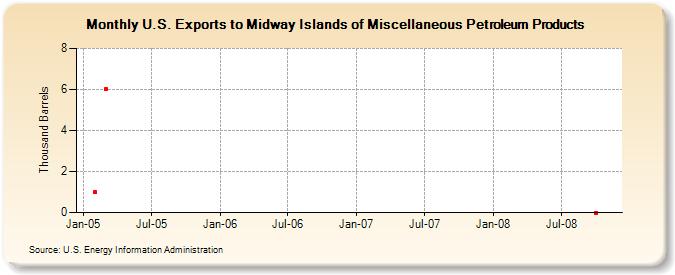 Monthly U.S. Exports to Midway Islands of Miscellaneous Petroleum Products
Thousand Barrels
8
6
4
2
0
Jan-05 Jul-05 Jan-06 Jul-06 Jan-07 Jul-07 Jan-08 Jul-08
Source: U.S. Energy Information Administration